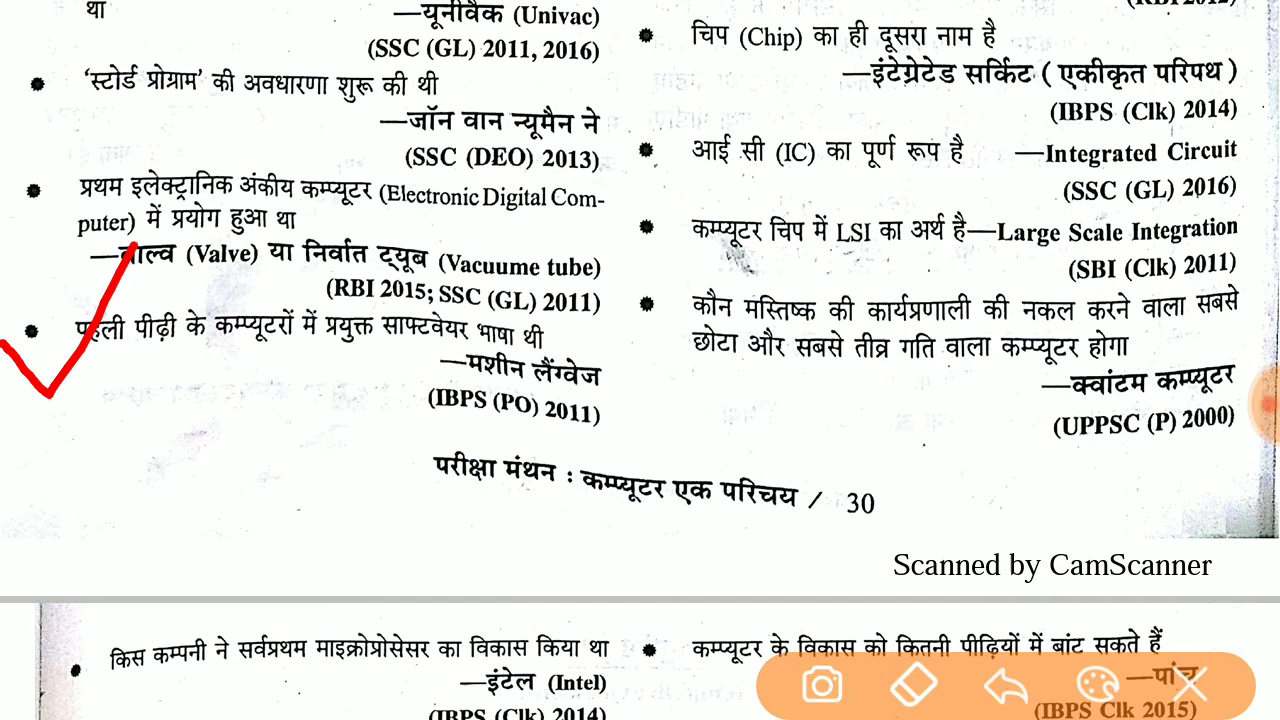 था
—यूनीवैक (Univac)
(SSC (GL) 2011, 2016)
‘स्टोर्ड प्रोग्राम’ की अवधारणा शुरू की थी
—जॉन वान न्यूमैन ने
(SSC (DEO) 2013)
प्रथम इलेक्ट्रानिक अंकीय कम्प्यूटर (Electronic Digital Com-
puter) में प्रयोग हुआ था
—वाल्व (Valve) या निर्वात ट्यूब (Vacuume tube)
(RBI 2015; SSC (GL) 2011)
पहली पीढ़ी के कम्प्यूटरों में प्रयुक्त साफ्टवेयर भाषा थी
—मशीन लैंग्वेज
(IBPS (PO) 2011)
चिप (Chip) का ही दूसरा नाम है
—इंटेग्रेटेड सर्किट ( एकीकृत परिपथ )
(IBPS (Clk) 2014)
आई सी (IC) का पूर्ण रूप है —Integrated Circuit
(SSC (GL) 2016)
कम्प्यूटर चिप में LSI का अर्थ है—Large Scale Integration
(SBI (Clk) 2011)
कौन मस्तिष्क की कार्यप्रणाली की नकल करने वाला सबसे
छोटा और सबसे तीव्र गति वाला कम्प्यूटर होगा
—क्वांटम कम्प्यूटर
(UPPSC (P) 2000)
परीक्षा मंथन : कम्प्यूटर एक परिचय / 30
Scanned by CamScanner
किस कम्पनी ने सर्वप्रथम माइक्रोप्रोसेसर का विकास किया था
—इंटेल (Intel)
(IBPS (Clk) 2014)
कम्प्यूटर के विकास को कितनी पीढ़ियों में बांट सकते हैं
—पांच
(IBPS Clk 2015)